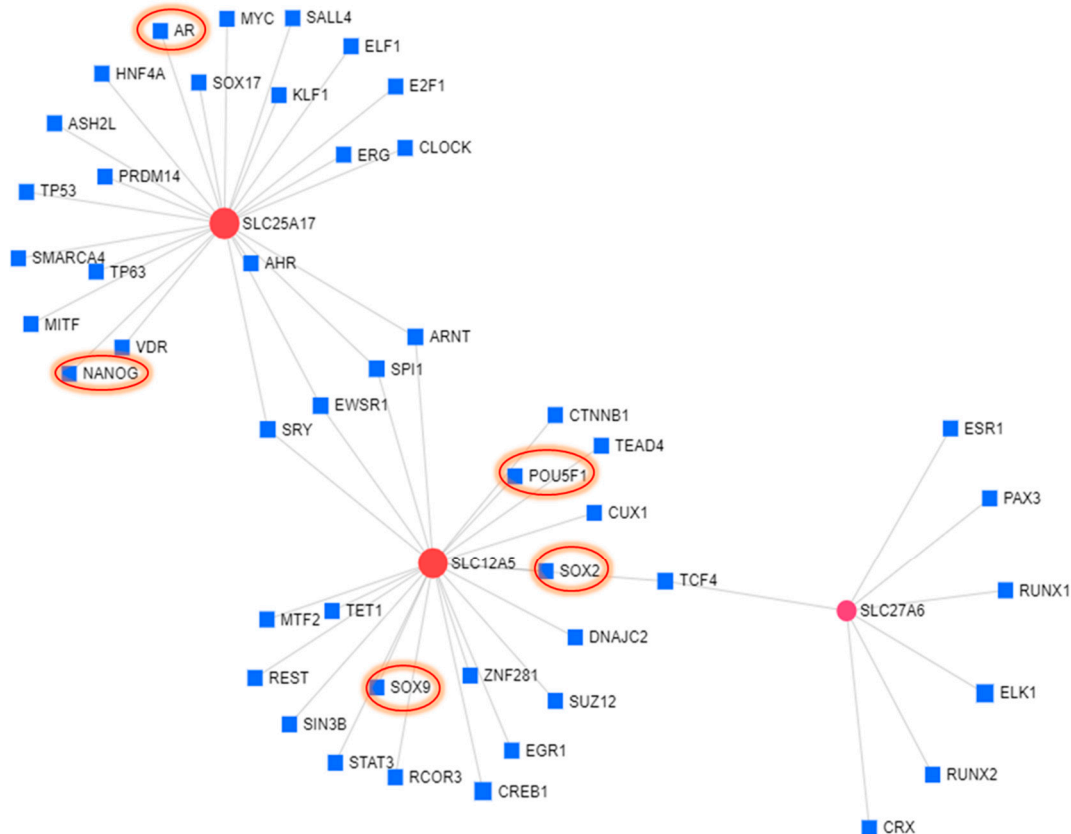 AR
MYC
SALL4
ELF1
HNF4A
SOX17
KLF1
E2F1
ASH2L
ERG
CLOCK
PRDM14
TP53
SLC25A17
SMARCA4
TP63
AHR
MITF
VDR
ARNT
NANOG
SPI1
EWSR1
SRY
CTNNB1
TEAD4
ESR1
POU5F1
PAX3
CUX1
SLC12A5
SOX2
TCF4
RUNX1
MTF2
TET1
SLC27A6
DNAJC2
REST
SOX9
ZNF281
SUZ12
ELK1
SIN3B
EGR1
STAT3
RCOR3
CREB1
RUNX2
CRX